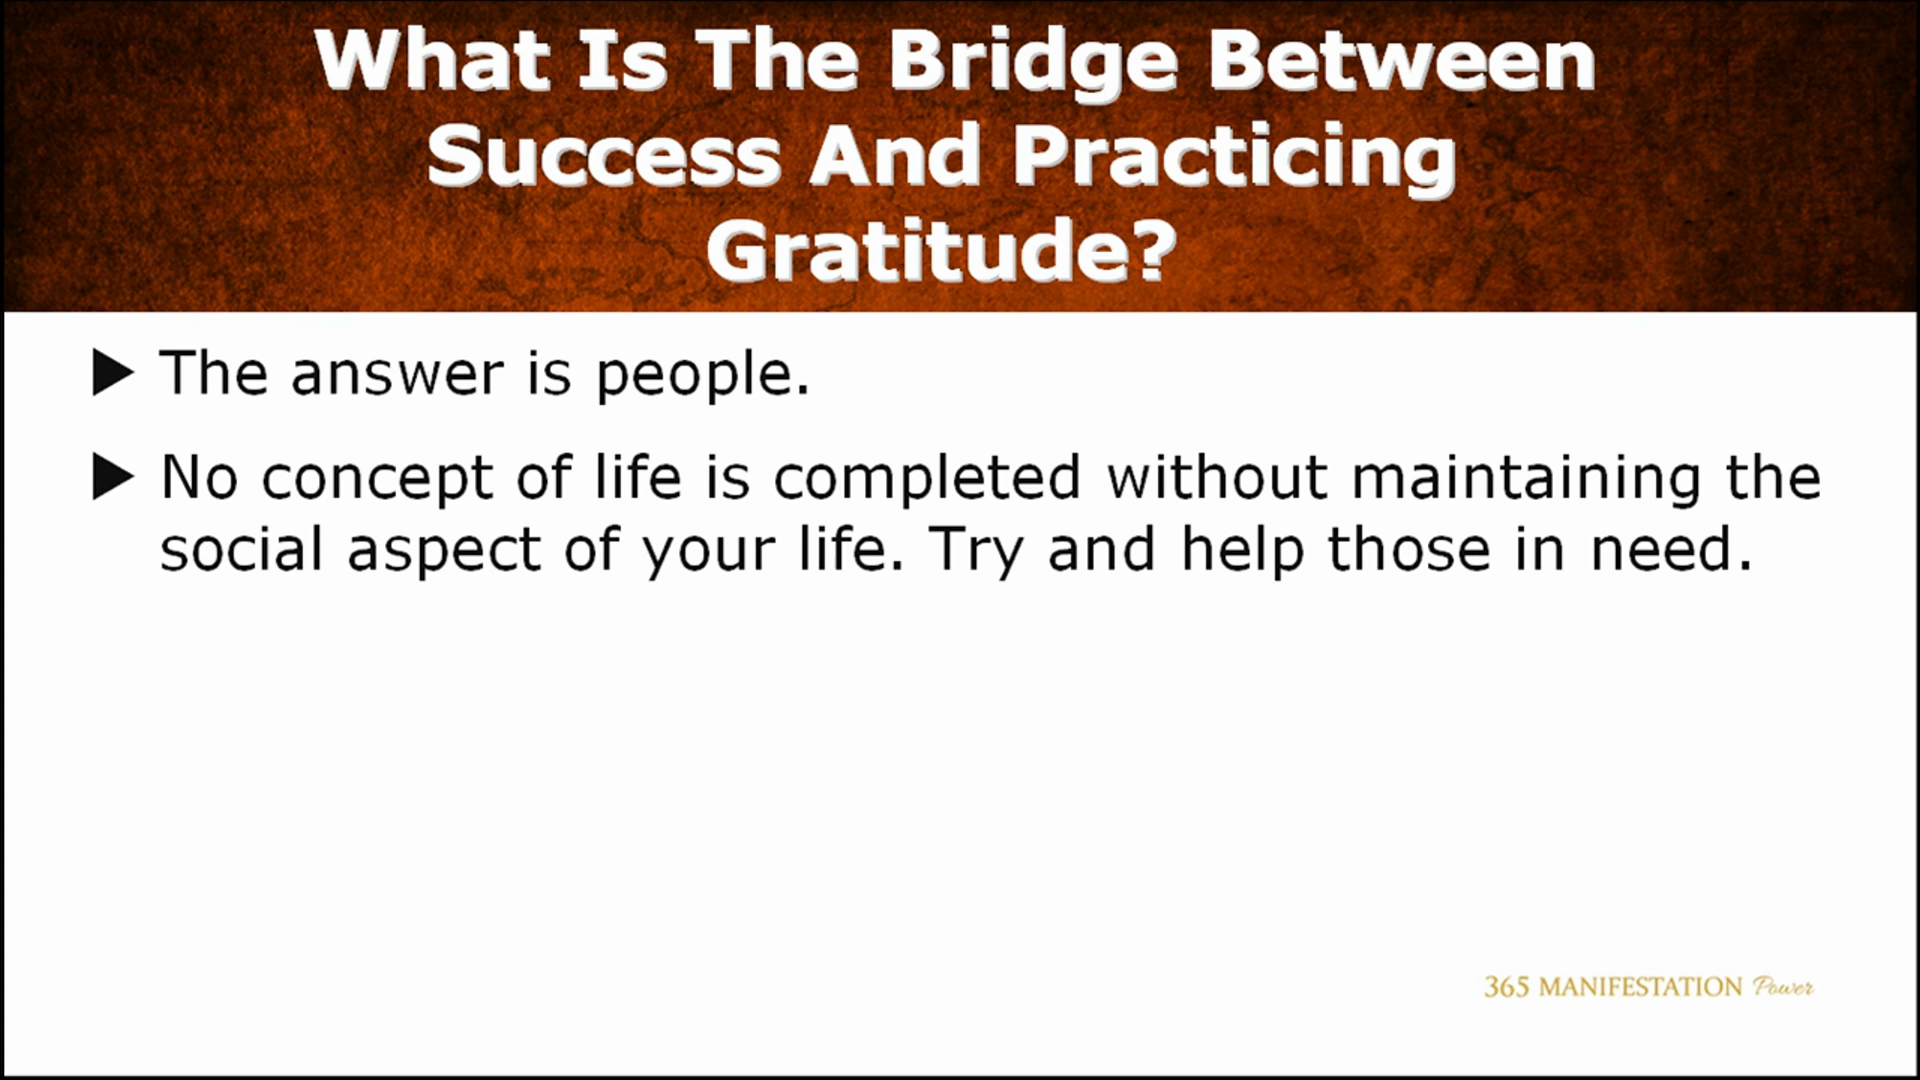 What Is The Bridge Between
Success And Practicing
Gratitude?
▶ The answer is people.
▶ No concept of life is completed without maintaining the
social aspect of your life. Try and help those in need.
365 MANIFESTATION Power